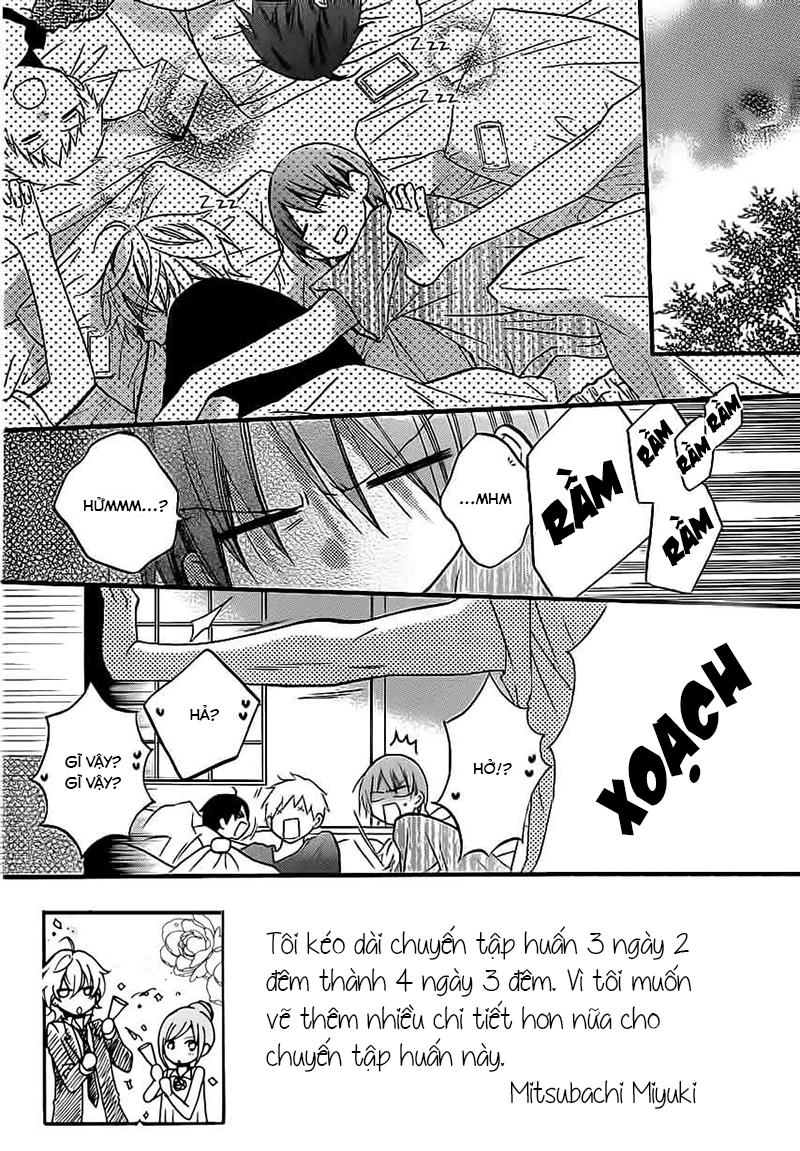 Zzz
Zzz
Zzz
RẦM
RẦM
RẦM
RẦM
RẦM
...MHM
HỬMMM...?
XOẠCH
HỞ!?
HẢ?
GÌ VẬY?
GÌ VẬY?
Tôi kéo dài chuyến tập huấn 3 ngày 2
đêm thành 4 ngày 3 đêm. Vì tôi muốn
vẽ thêm nhiều chi tiết hơn nữa cho
chuyến tập huấn này.
Mitsubachi Miyuki